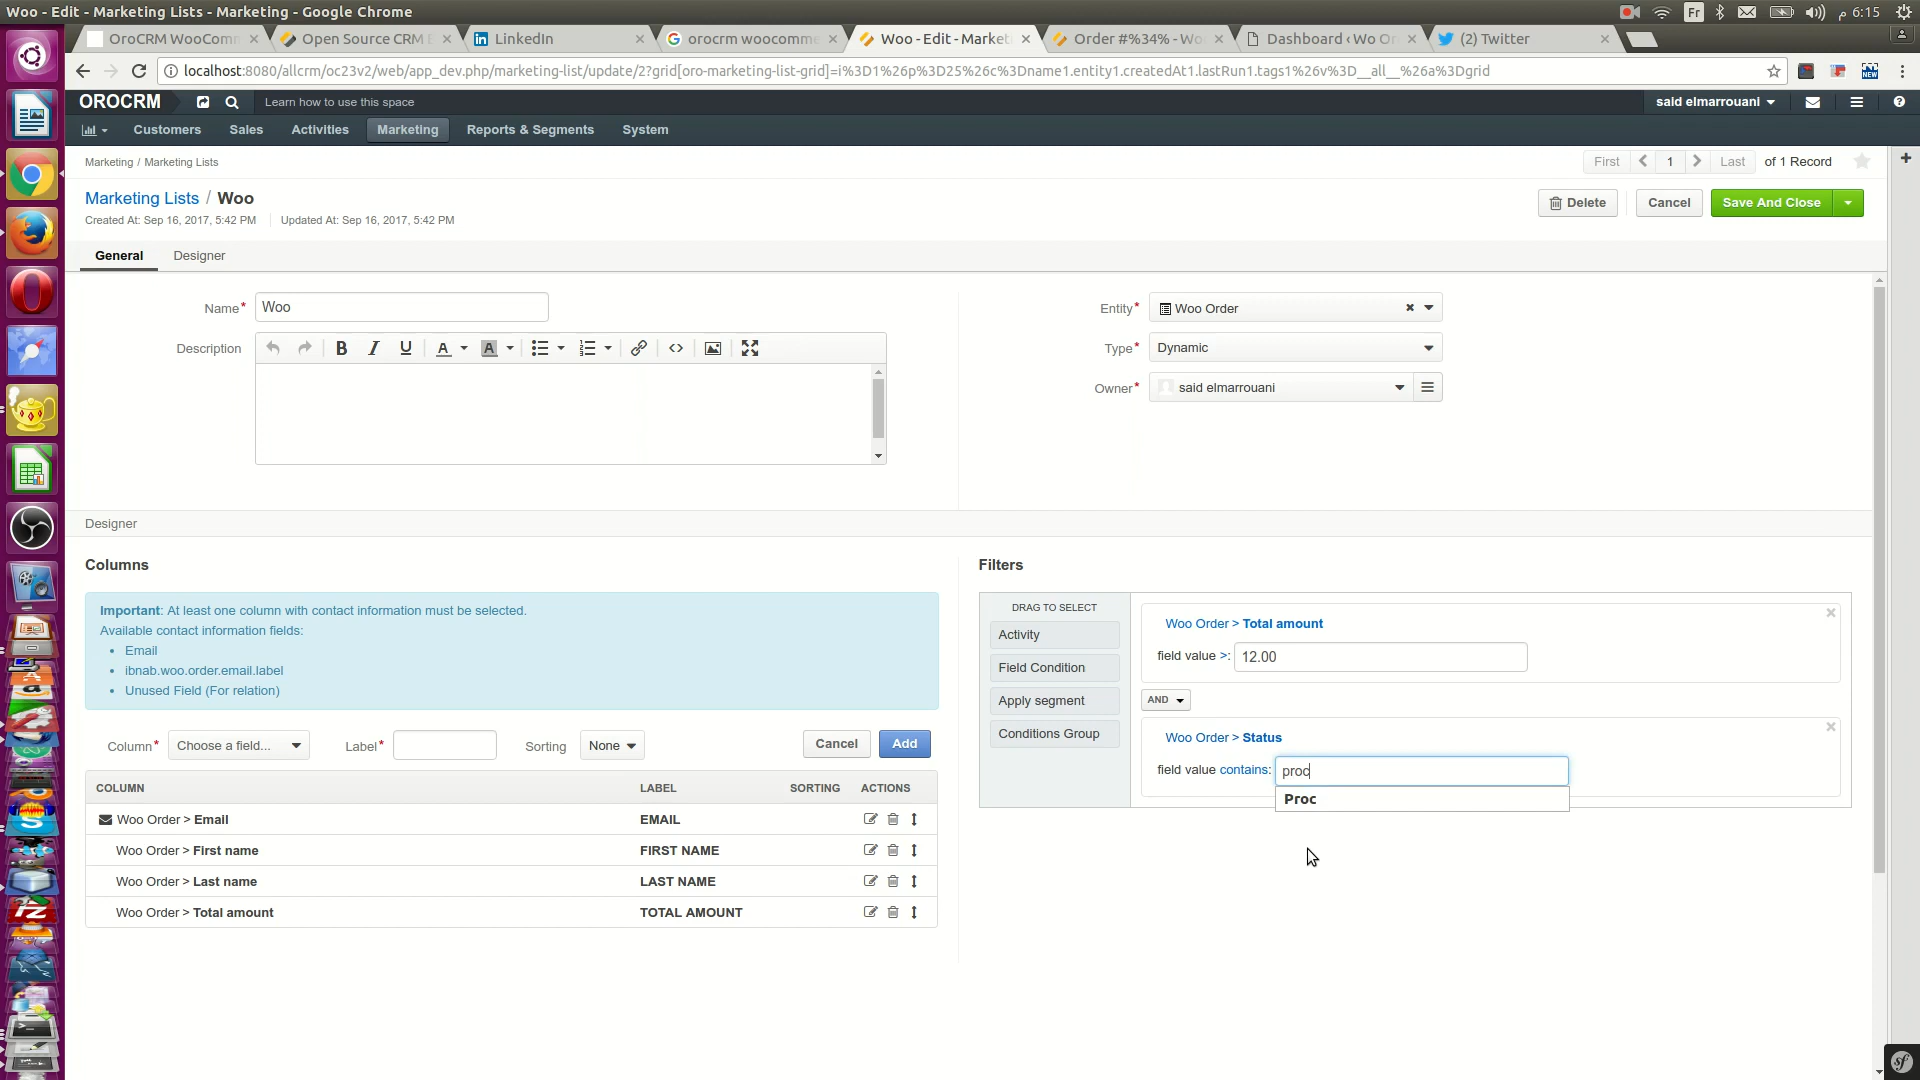 Woo - Edit - Marketing Lists - Marketing - Google Chrome
Fr
6:15 م
OroCRM WooComm
Open Source CRM
LinkedIn
orocrm woocomme
Woo - Edit - Market
Order #%34% - Wo
Dashboard ‹ Wo Or
(2) Twitter
localhost:8080/allcrm/oc23v2/web/app_dev.php/marketing-list/update/2?grid[oro-marketing-list-grid]=i%3D1%26p%3D25%26c%3Dname1.entity1.createdAt1.lastRun1.tags1%26v%3D__all__%26a%3Dgrid
NEW
OROCRM
Learn how to use this space
said elmarrouani
Customers
Sales
Activities
Marketing
Reports & Segments
System
Marketing / Marketing Lists
First
1
Last
of 1 Record
Marketing Lists / Woo
Delete
Cancel
Save And Close
Created At: Sep 16, 2017, 5:42 PM
Updated At: Sep 16, 2017, 5:42 PM
General
Designer
Name*
Woo
Entity*
Woo Order
Description
B
I
U
A
A
Type*
Dynamic
Owner*
said elmarrouani
Designer
Columns
Important: At least one column with contact information must be selected.
Available contact information fields:
• Email
• ibnab.woo.order.email.label
• Unused Field (For relation)
Column*
Choose a field...
Label*
Sorting
None
Cancel
Add
COLUMN
LABEL
SORTING
ACTIONS
Woo Order > Email
EMAIL
Woo Order > First name
FIRST NAME
Woo Order > Last name
LAST NAME
Woo Order > Total amount
TOTAL AMOUNT
Filters
DRAG TO SELECT
Activity
Field Condition
Apply segment
Conditions Group
Woo Order > Total amount
field value >:
12.00
AND
Woo Order > Status
field value contains:
proc
Proc
sf